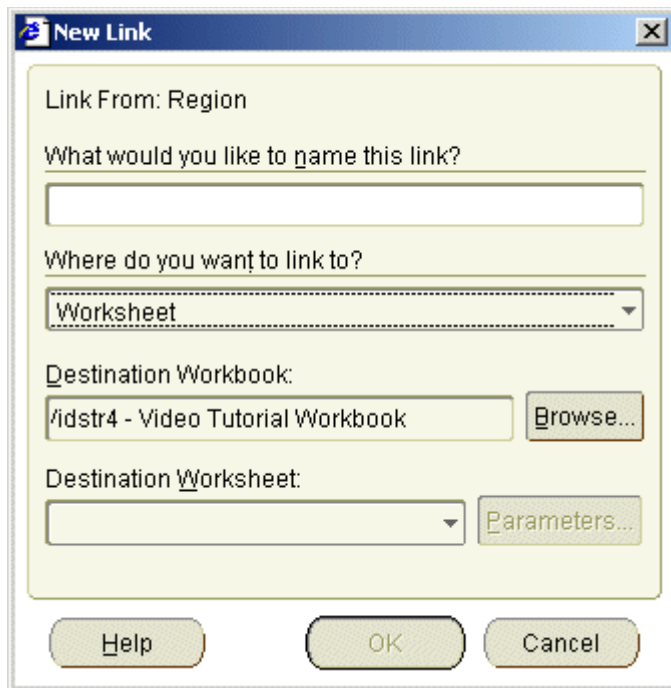 New Link
Link From: Region
What would you like to name this link?
Where do you want to link to?
Worksheet
Destination Workbook:
Vidstr4 - Video Tutorial Workbook
Browse...
Destination Worksheet:
Parameters...
Help
OK
Cancel